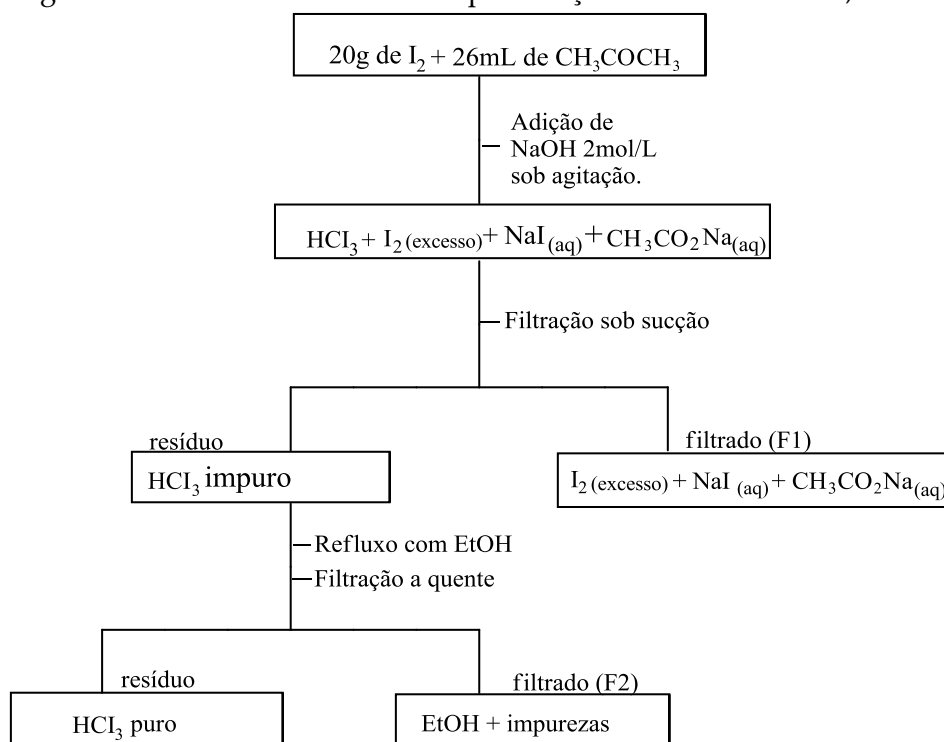 20g de I2 + 26mL de CH3COCH3
Adição de
NaOH 2mol/L
sob agitação.
HCI3 + I2 (excesso) + NaI (aq) + CH3CO2Na(aq)
Filtração sob sucção
resíduo
filtrado (F1)
HCI3 impuro
I2 (excesso) + NaI (aq) + CH3CO2Na(aq)
Refluxo com EtOH
Filtração a quente
resíduo
filtrado (F2)
HCI3 puro
EtOH + impurezas